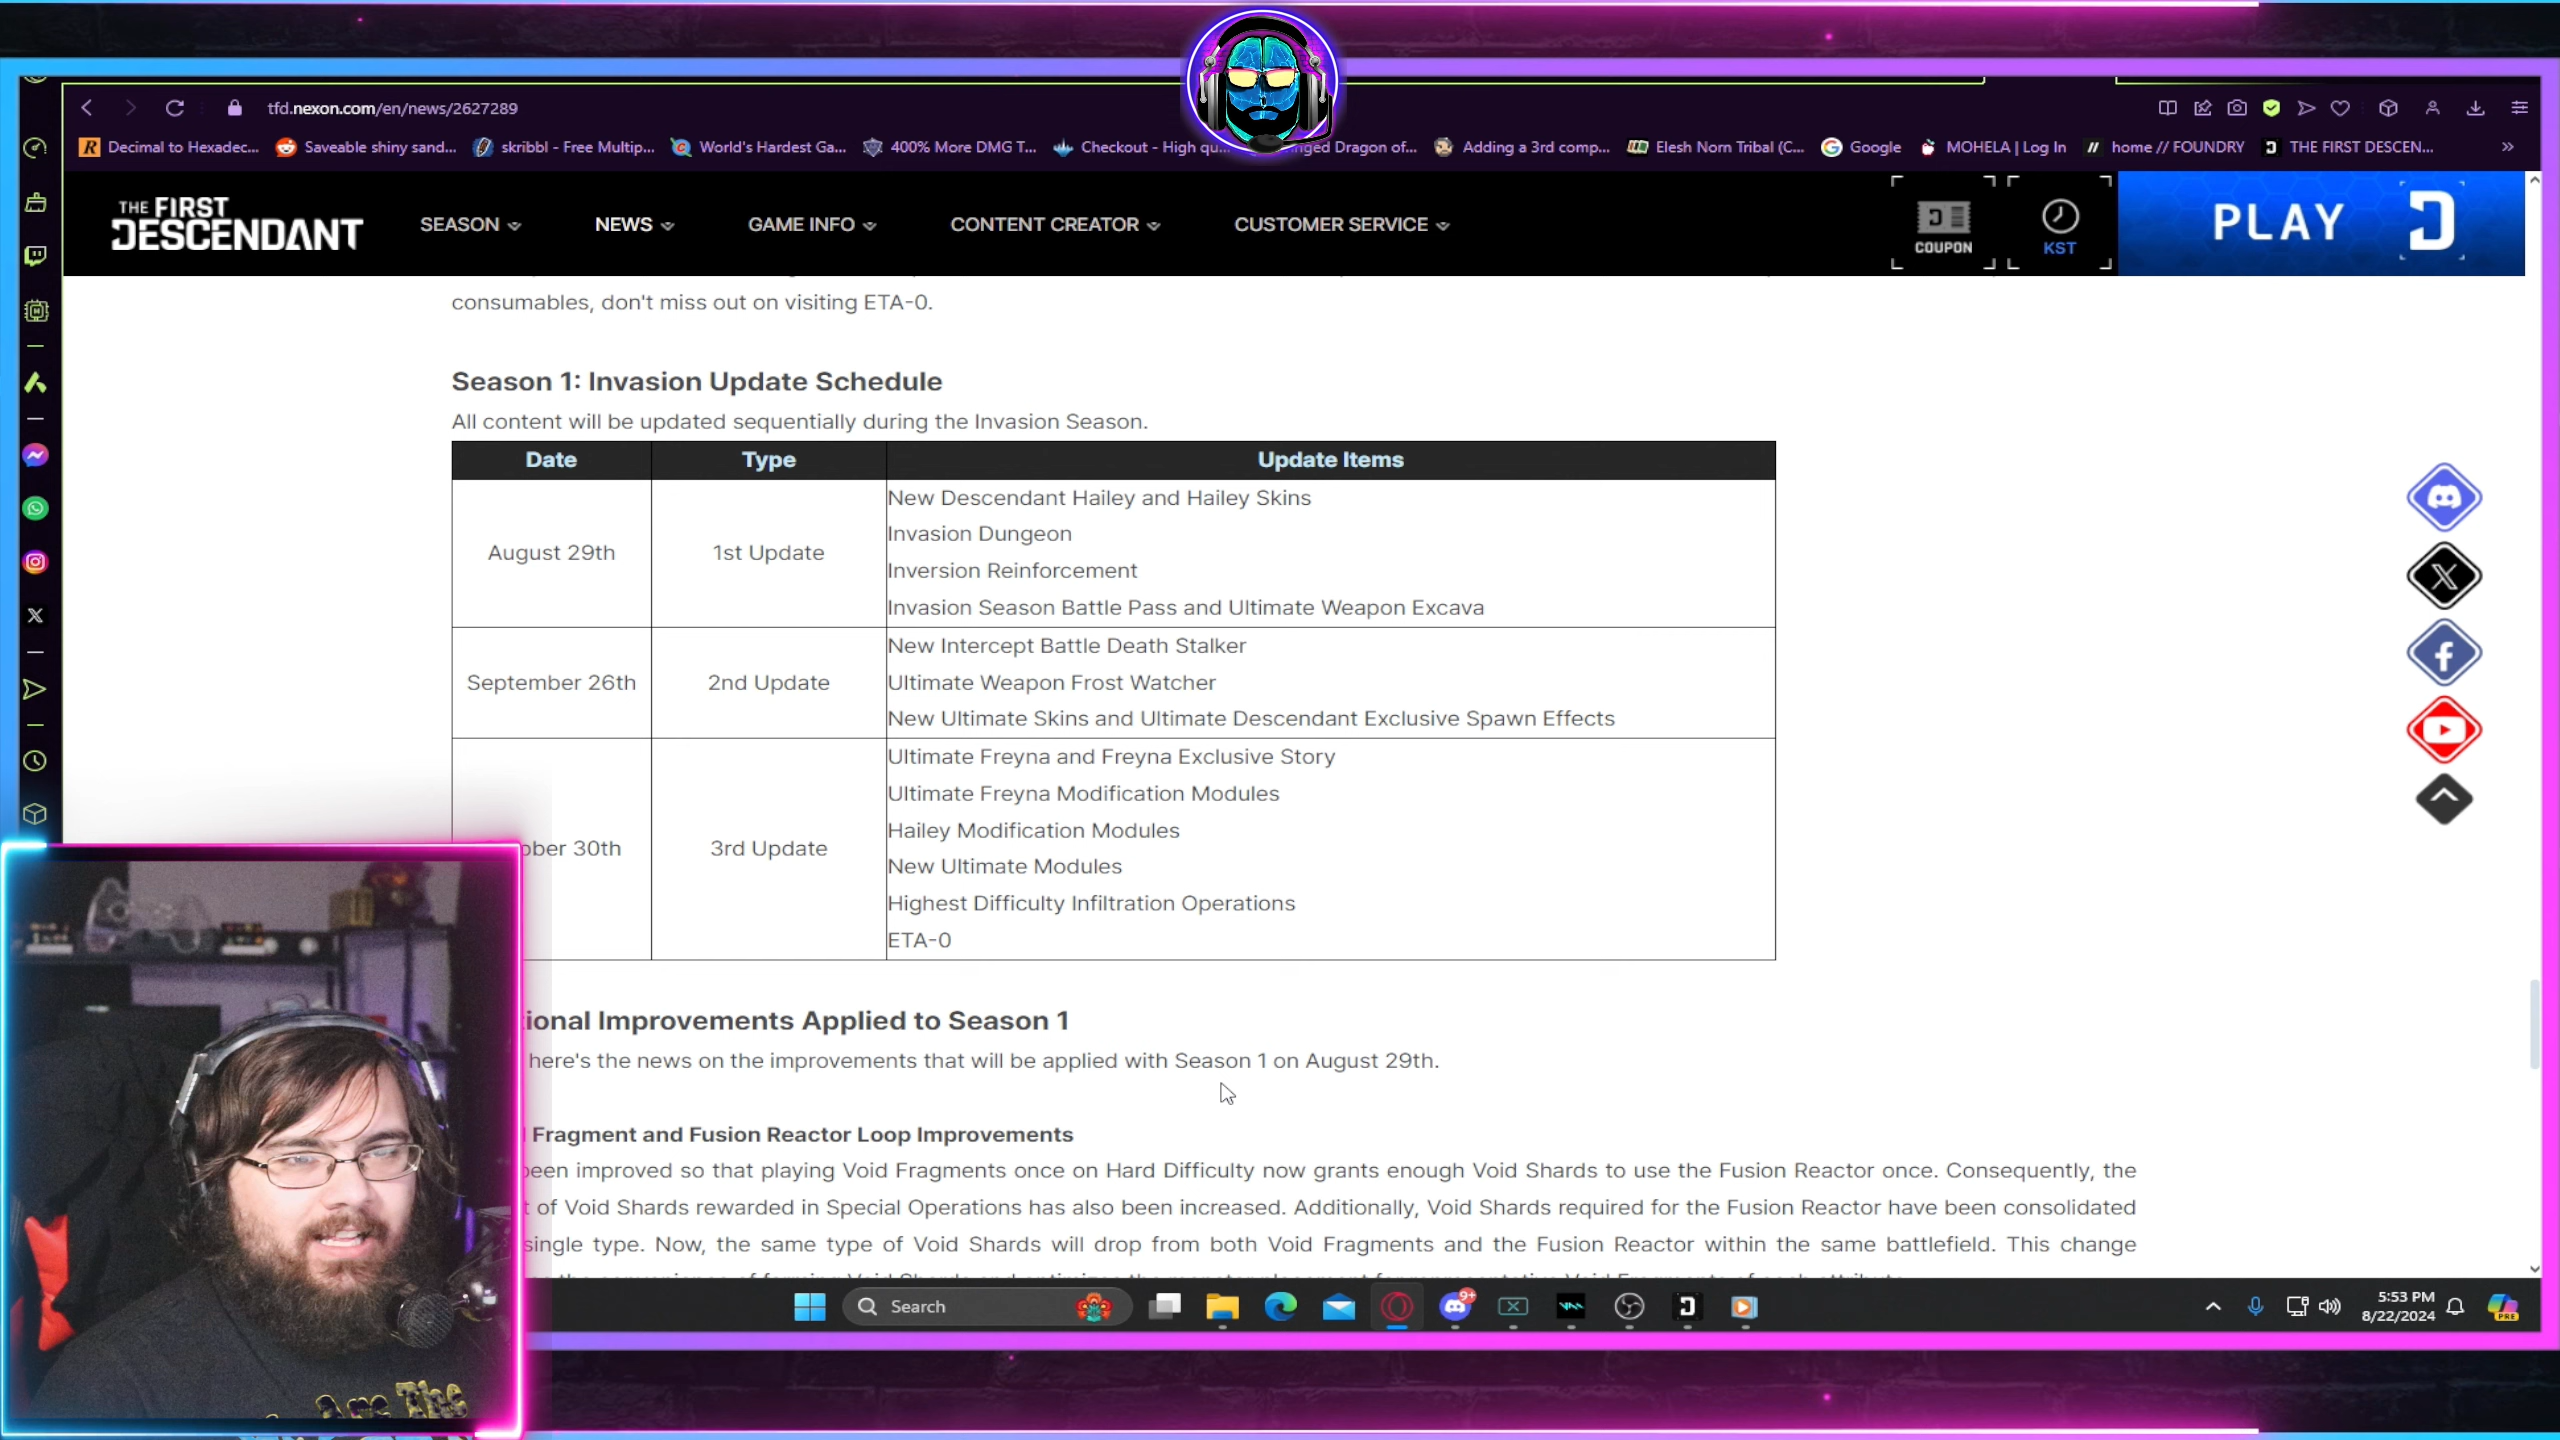 tfd.nexon.com/en/news/2627289
Decimal to Hexadec... Saveable shiny sand... skribbl - Free Multip... World's Hardest Ga... 400% More DMG T... Checkout - High qu... nged Dragon of... Adding a 3rd comp... Elesh Norn Tribal (C... Google MOHELA | Log In home // FOUNDRY THE FIRST DESCEN...
THE FIRST
DESCENDANT
SEASON NEWS GAME INFO CONTENT CREATOR CUSTOMER SERVICE COUPON KST PLAY
consumables, don't miss out on visiting ETA-0.
Season 1: Invasion Update Schedule
All content will be updated sequentially during the Invasion Season.
Date Type Update Items
August 29th 1st Update
New Descendant Hailey and Hailey Skins
Invasion Dungeon
Inversion Reinforcement
Invasion Season Battle Pass and Ultimate Weapon Excava
September 26th 2nd Update
New Intercept Battle Death Stalker
Ultimate Weapon Frost Watcher
New Ultimate Skins and Ultimate Descendant Exclusive Spawn Effects
ober 30th 3rd Update
Ultimate Freyna and Freyna Exclusive Story
Ultimate Freyna Modification Modules
Hailey Modification Modules
New Ultimate Modules
Highest Difficulty Infiltration Operations
ETA-0
ional Improvements Applied to Season 1
here's the news on the improvements that will be applied with Season 1 on August 29th.
Fragment and Fusion Reactor Loop Improvements
een improved so that playing Void Fragments once on Hard Difficulty now grants enough Void Shards to use the Fusion Reactor once. Consequently, the
t of Void Shards rewarded in Special Operations has also been increased. Additionally, Void Shards required for the Fusion Reactor have been consolidated
single type. Now, the same type of Void Shards will drop from both Void Fragments and the Fusion Reactor within the same battlefield. This change
Search
9+
5:53 PM
8/22/2024
PRE
Are The